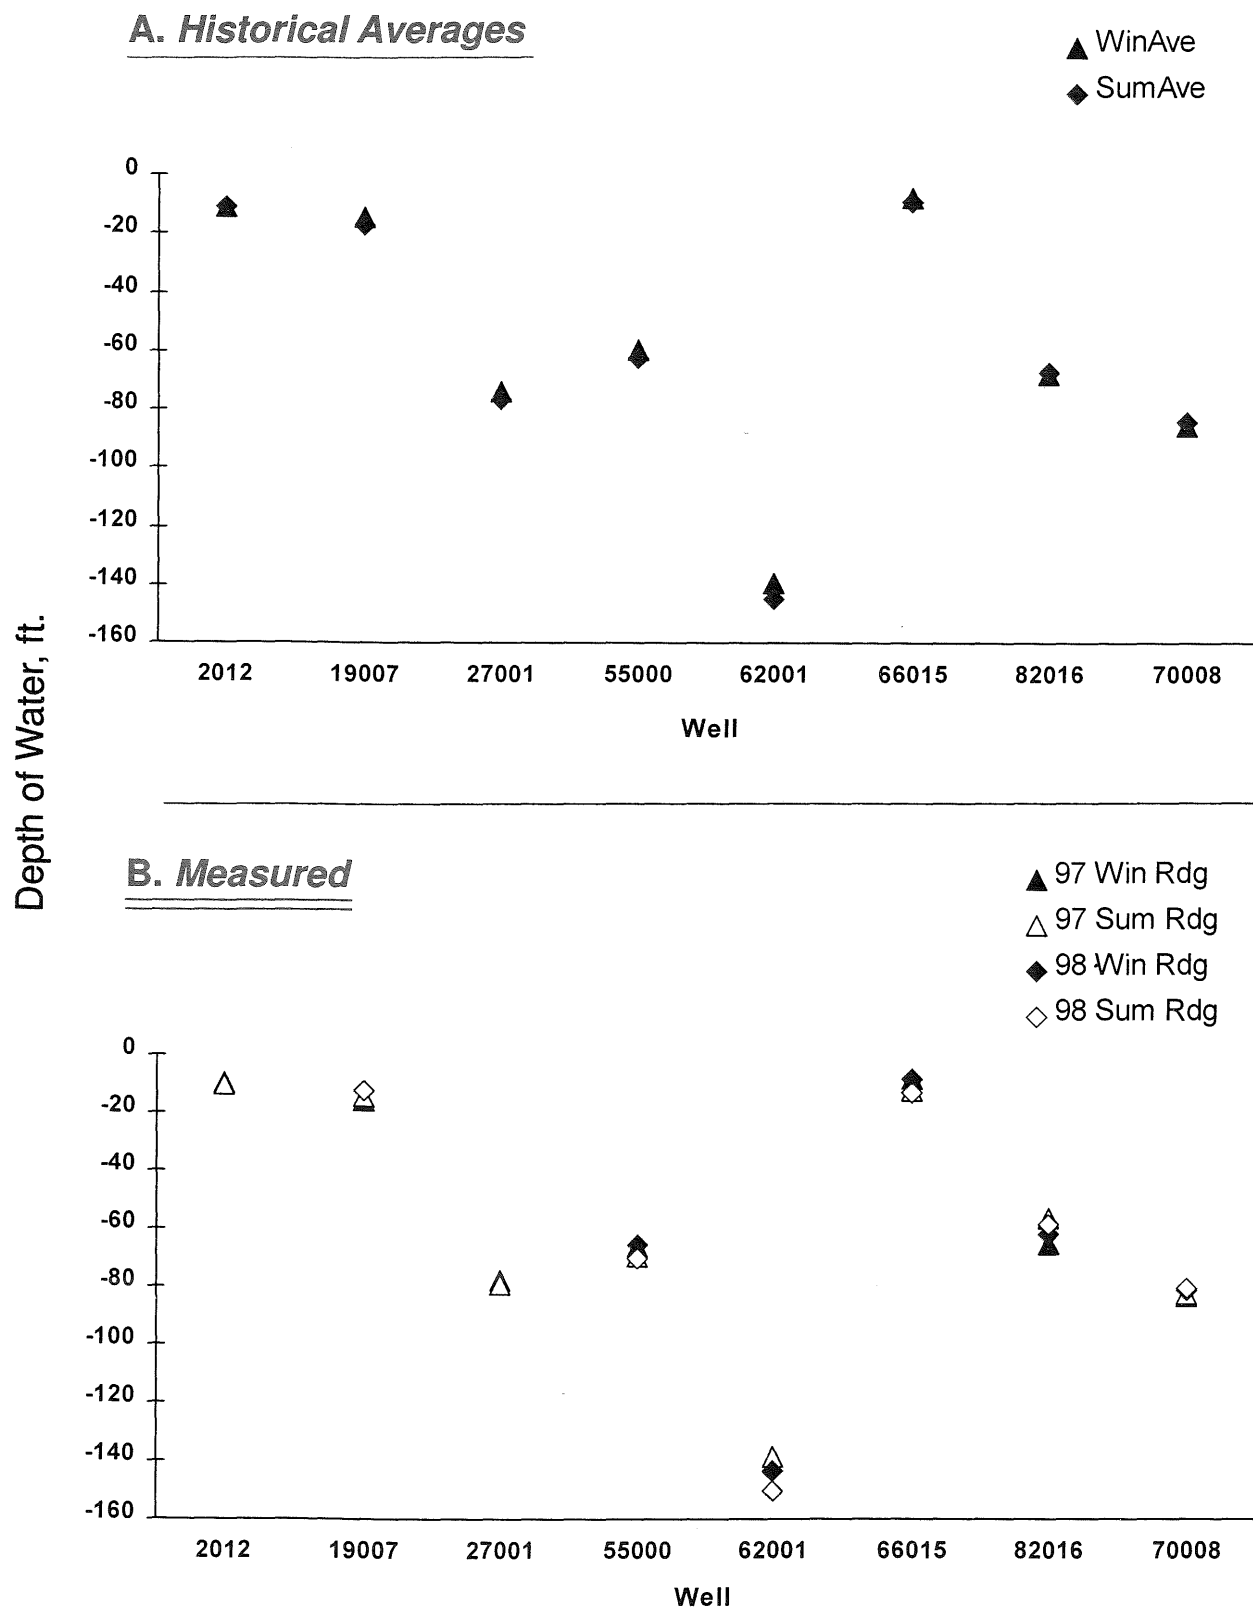 A. Historical Averages
WinAve
SumAve
0
-20
-40
-60
-80
-100
-120
-140
-160
2012 19007 27001 55000 62001 66015 82016 70008
Well
Depth of Water, ft.
B. Measured
97 Win Rdg
97 Sum Rdg
98 Win Rdg
98 Sum Rdg
0
-20
-40
-60
-80
-100
-120
-140
-160
2012 19007 27001 55000 62001 66015 82016 70008
Well